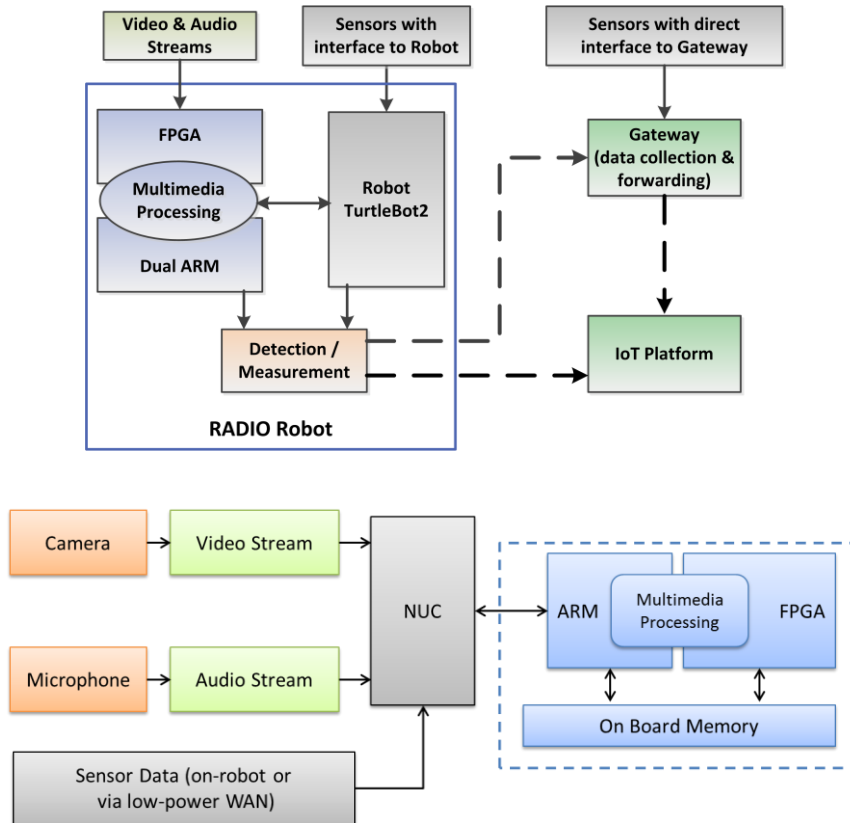 Video & Audio
Streams
Sensors with
interface to Robot
Sensors with direct
interface to Gateway
FPGA
Multimedia
Processing
Dual ARM
Robot
TurtleBot2
Gateway
(data collection &
forwarding)
Detection /
Measurement
IoT Platform
RADIO Robot
Camera
Video Stream
NUC
ARM
Multimedia
Processing
FPGA
Microphone
Audio Stream
On Board Memory
Sensor Data (on-robot or
via low-power WAN)